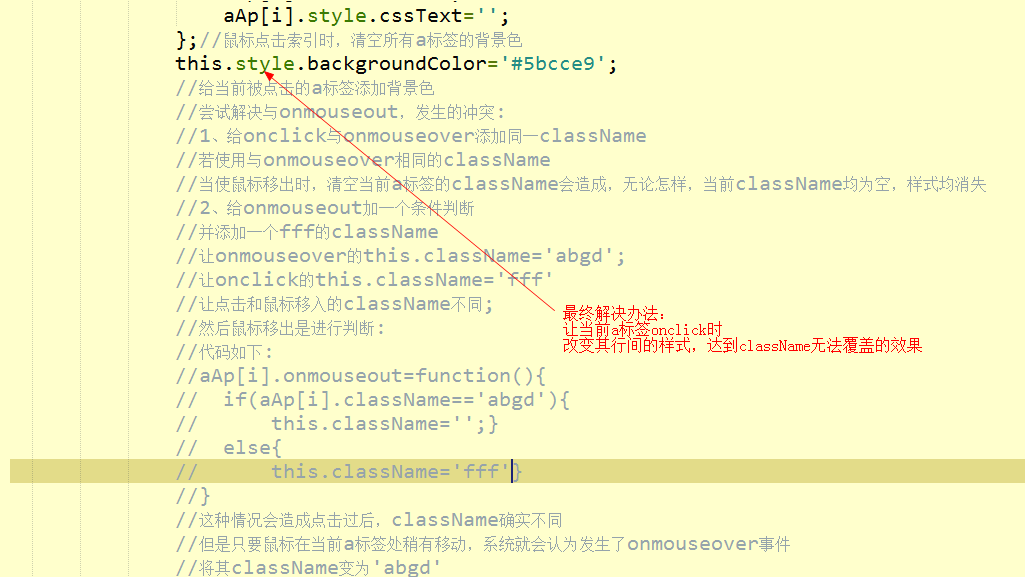 aAp[i].style.cssText='';
};//鼠标点击索引时，清空所有a标签的背景色
this.style.backgroundColor='#5bcce9';
//给当前被点击的a标签添加背景色
//尝试解决与onmouseout，发生的冲突：
//1、给onclick与onmouseover添加同一className
//若使用与onmouseover相同的className
//当使鼠标移出时，清空当前a标签的className会造成，无论怎样，当前className均为空，样式均消失
//2、给onmouseout加一个条件判断
//并添加一个fff的className
//让onmouseover的this.className='abgd';
//让onclick的this.className='fff'
//让点击和鼠标移入的className不同;
//然后鼠标移出是进行判断：
//代码如下：
//aAp[i].onmouseout=function(){
//  if(aAp[i].className=='abgd'){
//      this.className='';}
//  else{
//      this.className='fff'}
//}
//这种情况会造成点击过后，className确实不同
//但是只要鼠标在当前a标签处稍有移动，系统就会认为发生了onmouseover事件
//将其className变为'abgd'
最终解决办法：
让当前a标签onclick时
改变其行间的样式，达到className无法覆盖的效果